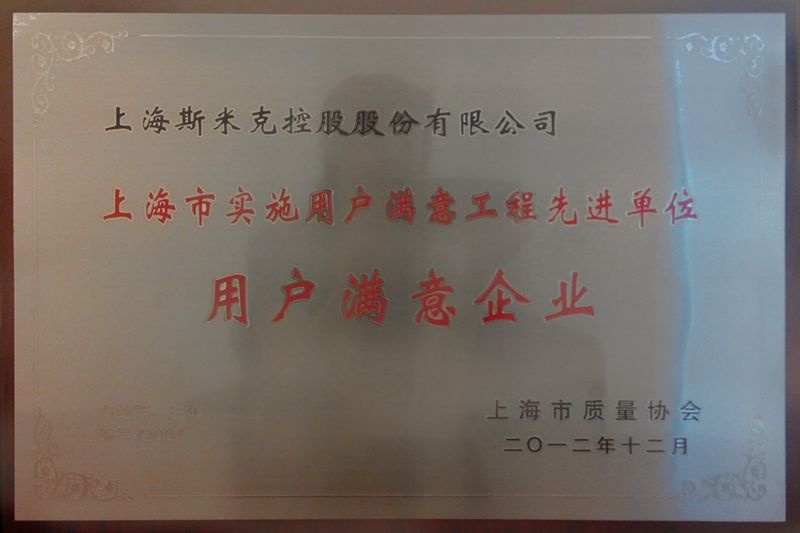 上海斯米克控股股份有限公司
上海市实施用户满意工程先进单位
用户满意企业
上海市质量协会
二〇一二年十二月